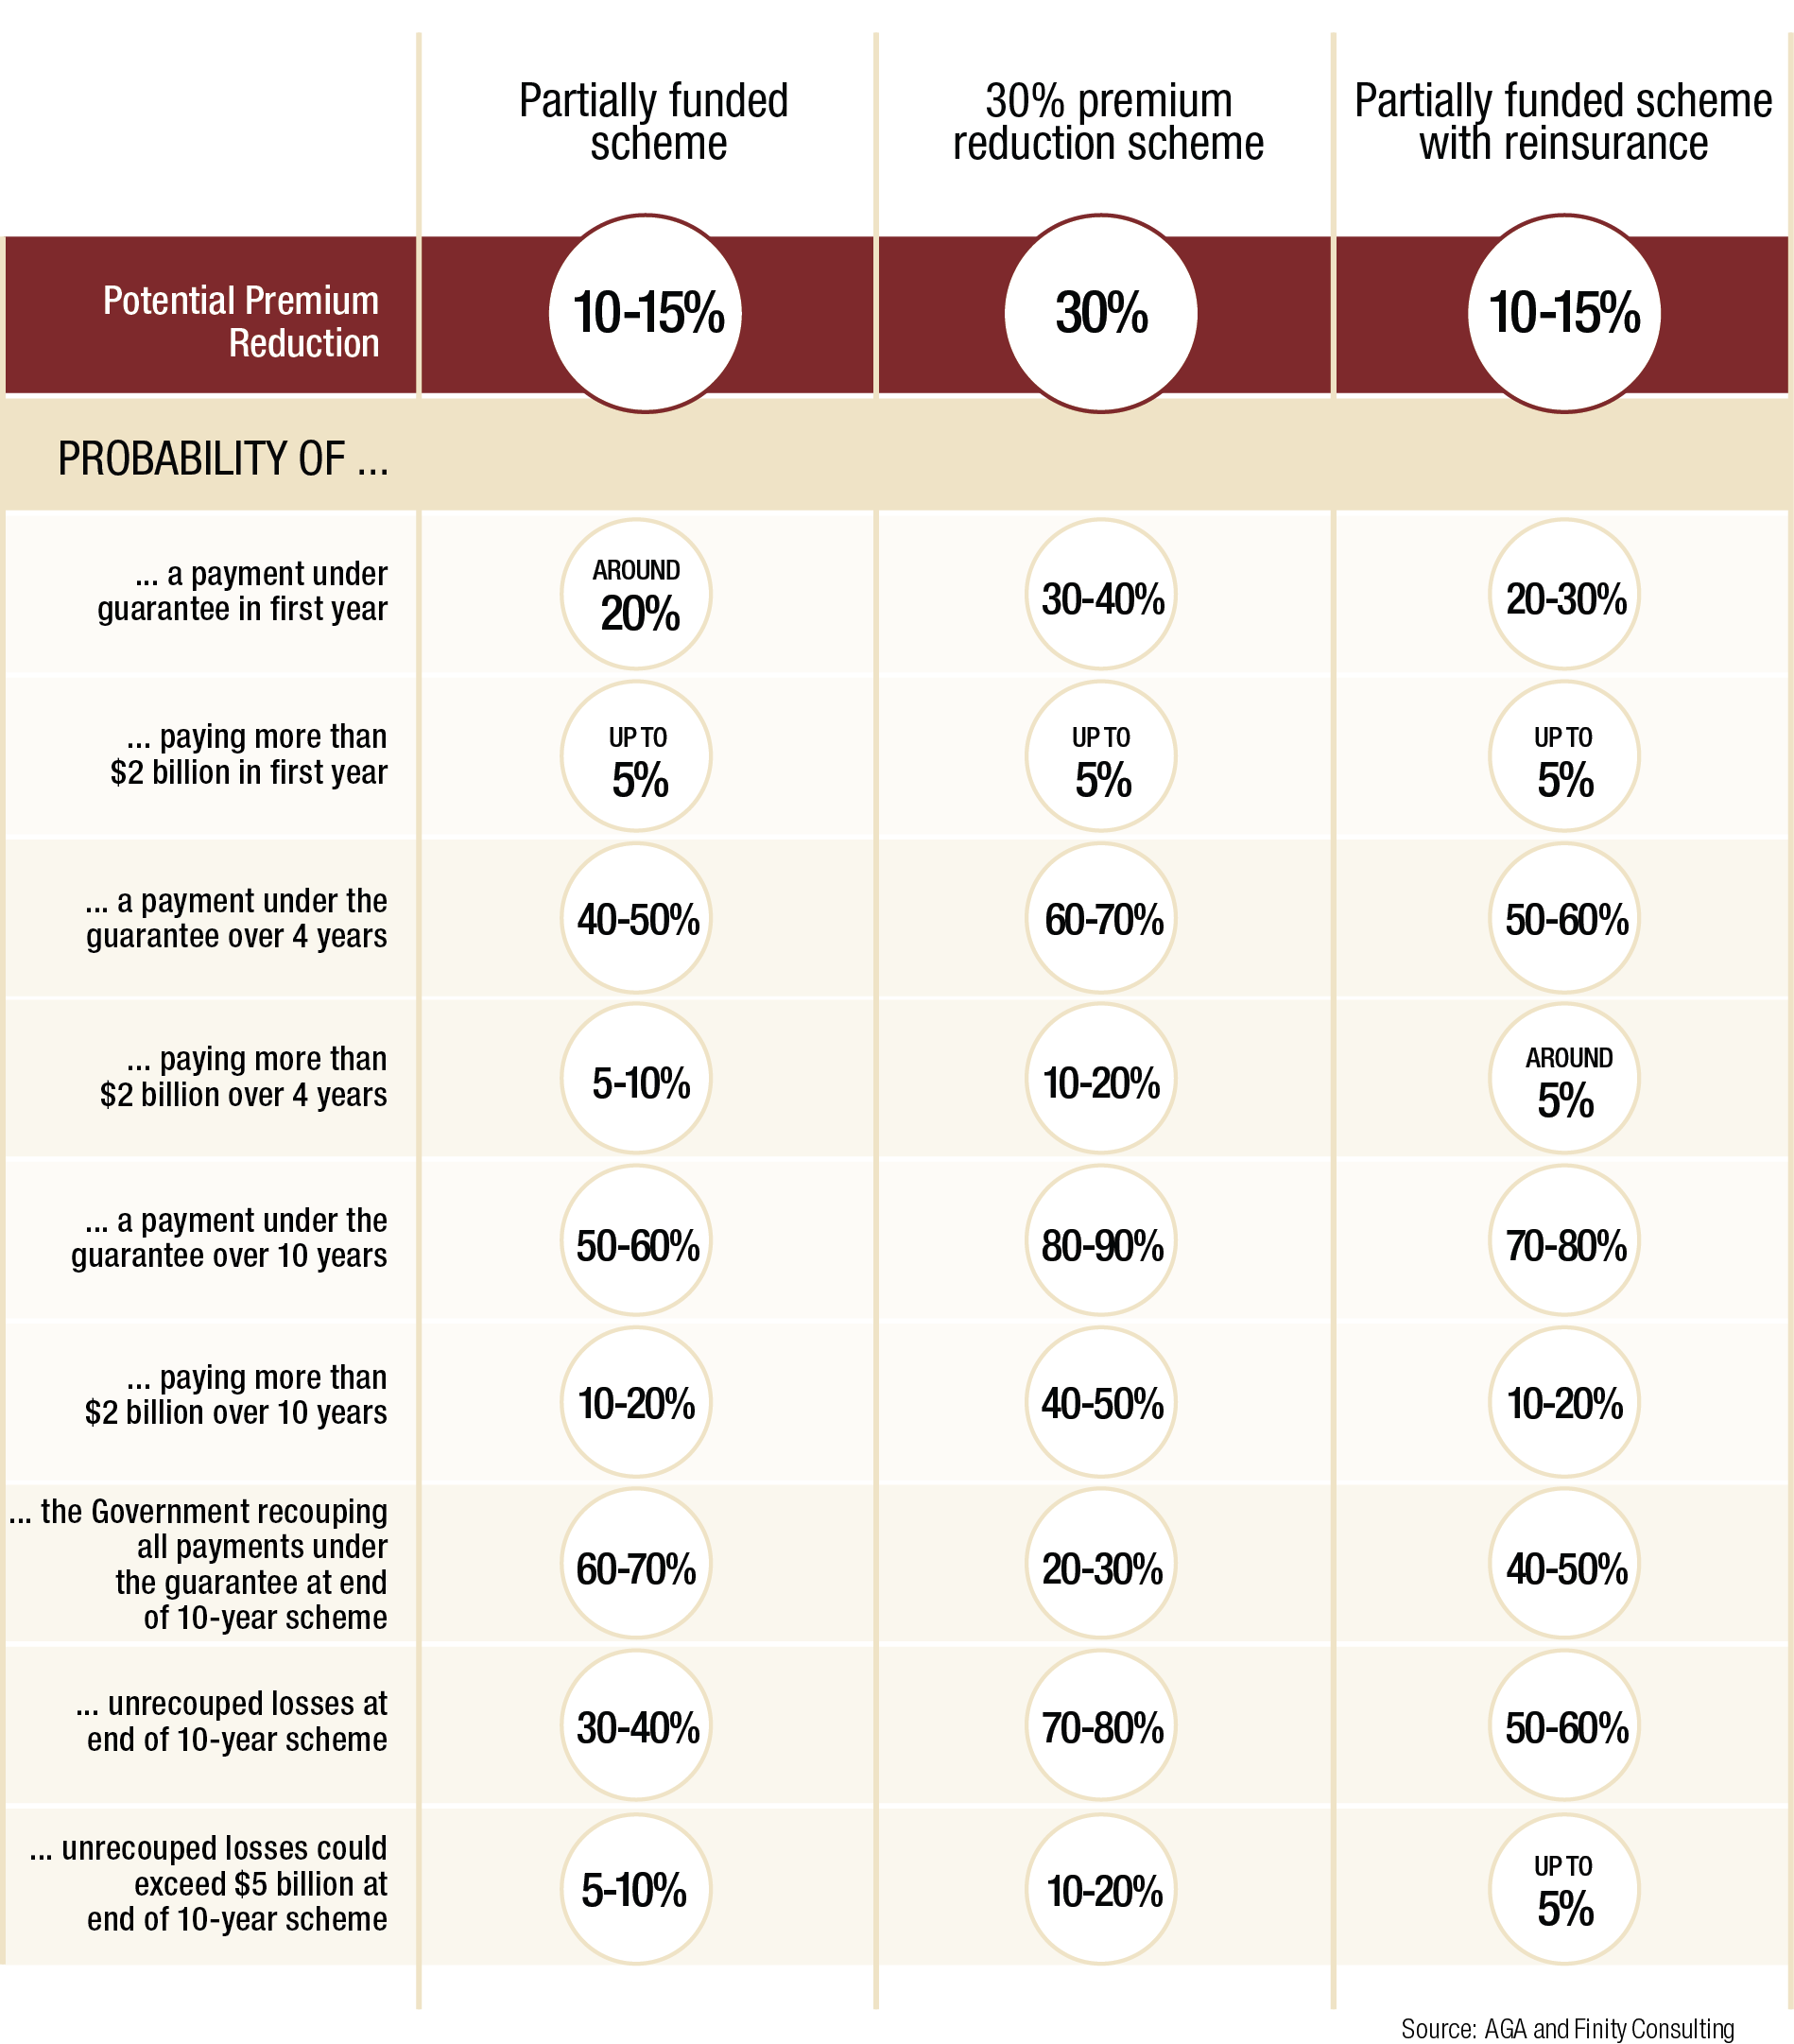 Partially funded
scheme
30% premium
reduction scheme
Partially funded scheme
with reinsurance
Potential Premium
Reduction
10-15%
30%
10-15%
PROBABILITY OF ...
... a payment under
guarantee in first year
AROUND
20%
30-40%
20-30%
... paying more than
$2 billion in first year
UP TO
5%
UP TO
5%
UP TO
5%
... a payment under the
guarantee over 4 years
40-50%
60-70%
50-60%
... paying more than
$2 billion over 4 years
5-10%
10-20%
AROUND
5%
... a payment under the
guarantee over 10 years
50-60%
80-90%
70-80%
... paying more than
$2 billion over 10 years
10-20%
40-50%
10-20%
... the Government recouping
all payments under
the guarantee at end
of 10-year scheme
60-70%
20-30%
40-50%
... unrecouped losses at
end of 10-year scheme
30-40%
70-80%
50-60%
... unrecouped losses could
exceed $5 billion at
end of 10-year scheme
5-10%
10-20%
UP TO
5%
Source: AGA and Finity Consulting